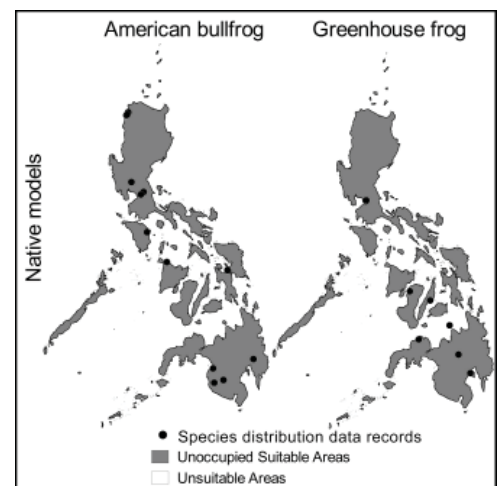 American bullfrog
Greenhouse frog
Native models
Species distribution data records
Unoccupied Suitable Areas
Unsuitable Areas